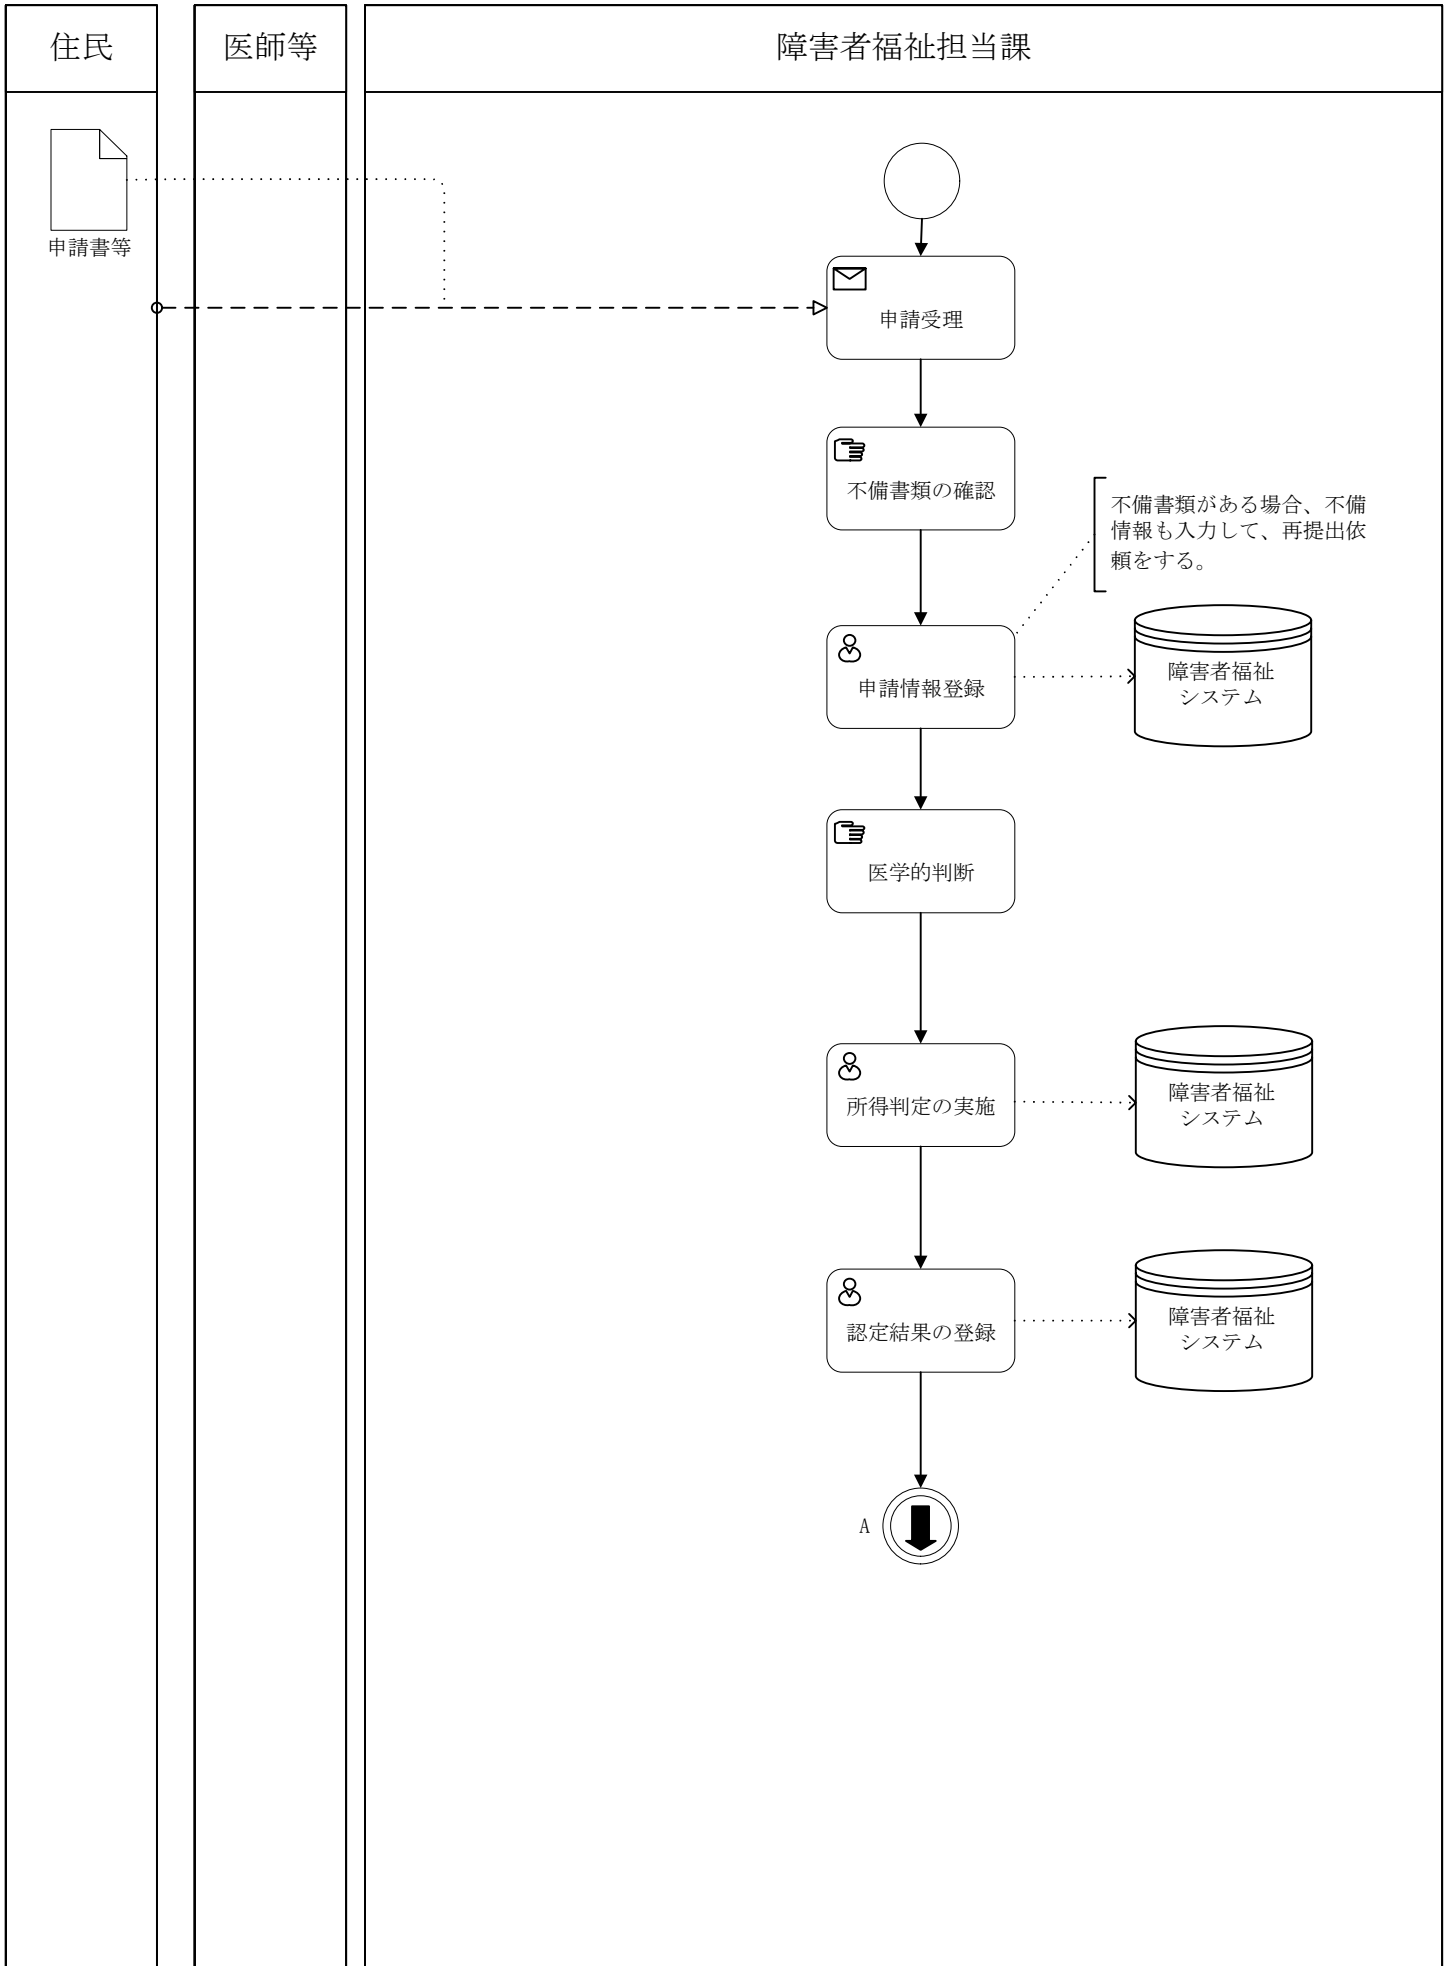 住民
医師等
障害者福祉担当課
申請書等
申請受理
不備書類の確認
不備書類がある場合、不備
情報も入力して、再提出依
頼をする。
申請情報登録
障害者福祉
システム
医学的判断
所得判定の実施
障害者福祉
システム
認定結果の登録
障害者福祉
システム
A